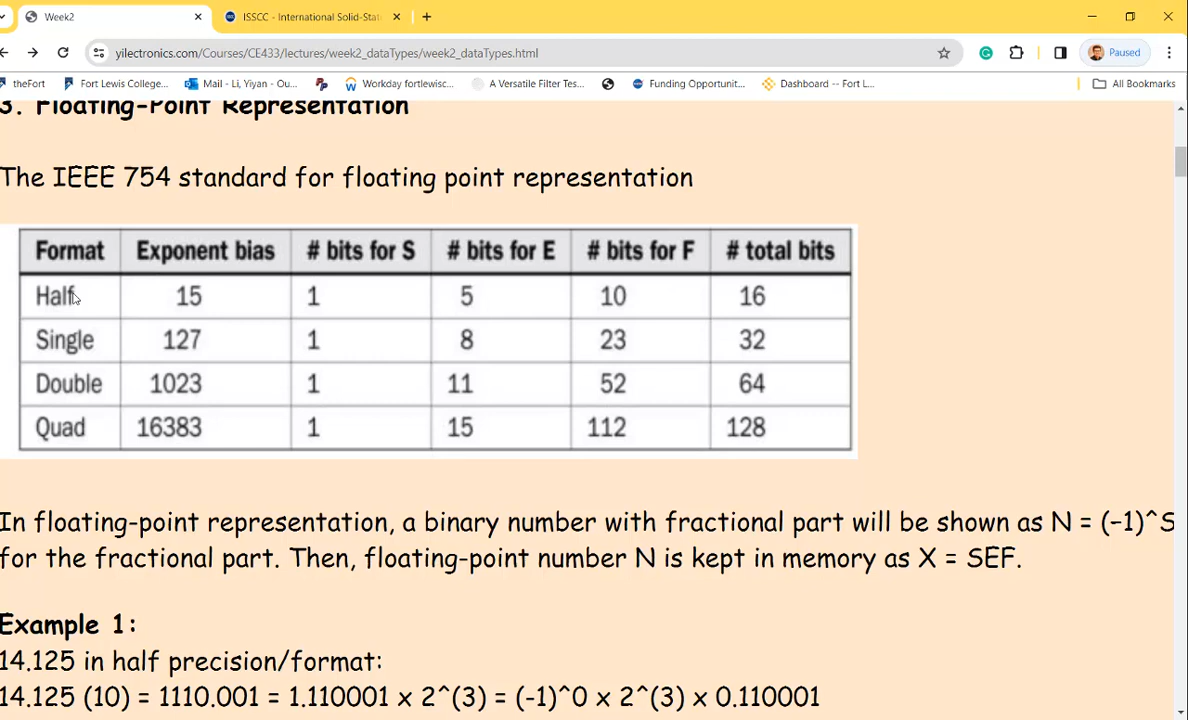 Week2
ISSCC - International Solid-Stat
yilectronics.com/Courses/CE433/lectures/week2_dataTypes/week2_dataTypes.html
Paused
theFort
Fort Lewis College...
Mail - Li, Yiyan - Ou...
Workday fortlewisc...
A Versatile Filter Tes...
Funding Opportunit...
Dashboard -- Fort L...
All Bookmarks
3. Floating-Point Representation
The IEEE 754 standard for floating point representation
Format Exponent bias # bits for S # bits for E # bits for F # total bits
Half 15 1 5 10 16
Single 127 1 8 23 32
Double 1023 1 11 52 64
Quad 16383 1 15 112 128
In floating-point representation, a binary number with fractional part will be shown as N = (−1)^S
for the fractional part. Then, floating-point number N is kept in memory as X = SEF.
Example 1:
14.125 in half precision/format:
14.125 (10) = 1110.001 = 1.110001 x 2^(3) = (-1)^0 x 2^(3) x 0.110001